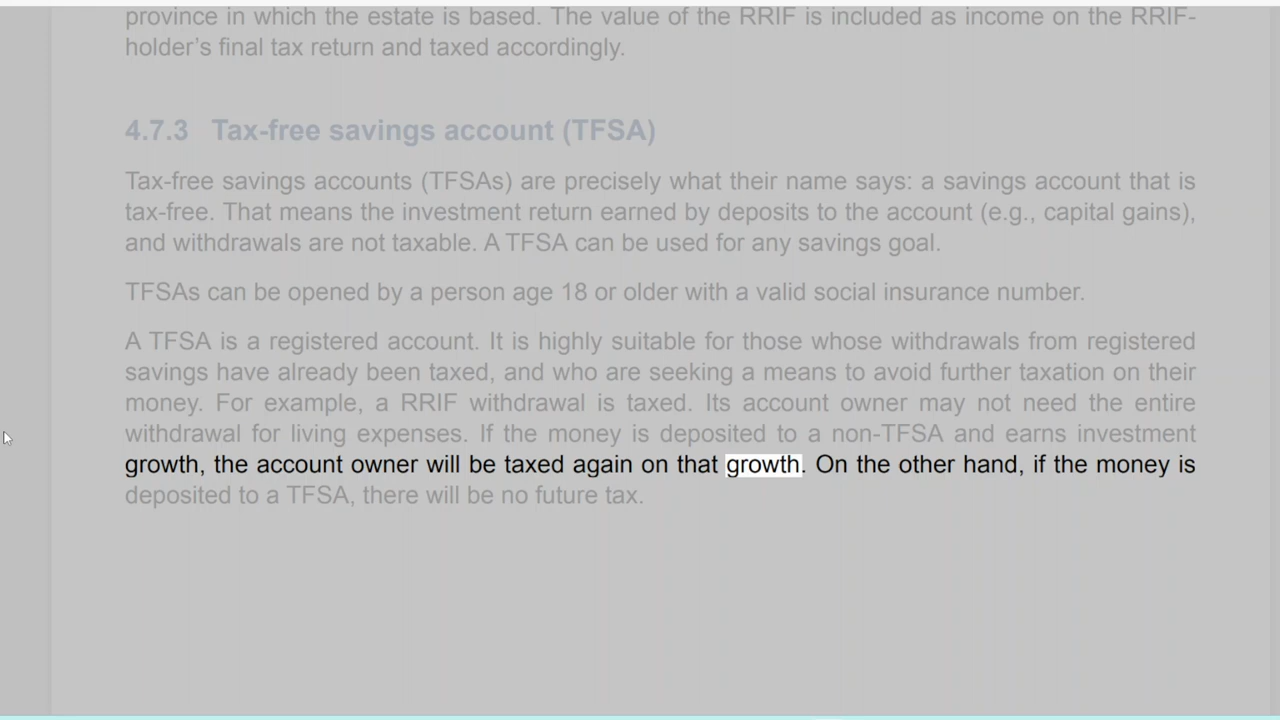 province in which the estate is based. The value of the RRIF is included as income on the RRIF-
holder's final tax return and taxed accordingly.
4.7.3 Tax-free savings account (TFSA)
Tax-free savings accounts (TFSAs) are precisely what their name says: a savings account that is
tax-free. That means the investment return earned by deposits to the account (e.g., capital gains),
and withdrawals are not taxable. A TFSA can be used for any savings goal.
TFSAs can be opened by a person age 18 or older with a valid social insurance number.
A TFSA is a registered account. It is highly suitable for those whose withdrawals from registered
savings have already been taxed, and who are seeking a means to avoid further taxation on their
money. For example, a RRIF withdrawal is taxed. Its account owner may not need the entire
withdrawal for living expenses. If the money is deposited to a non-TFSA and earns investment
growth, the account owner will be taxed again on that growth. On the other hand, if the money is
deposited to a TFSA, there will be no future tax.